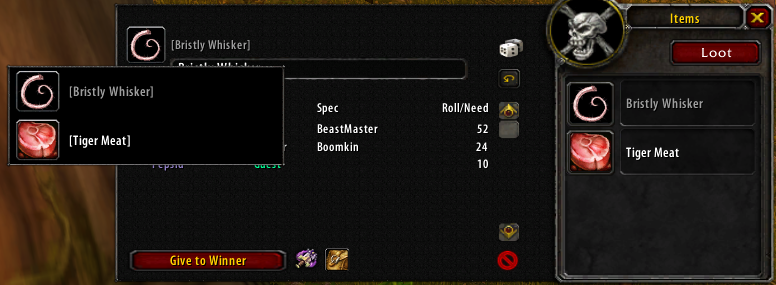 [Bristly Whisker]
Items
Loot
[Bristly Whisker]
[Tiger Meat]
Spec Roll/Need
BeastMaster 52
Boomkin 24
10
Give to Winner
Bristly Whisker
Tiger Meat